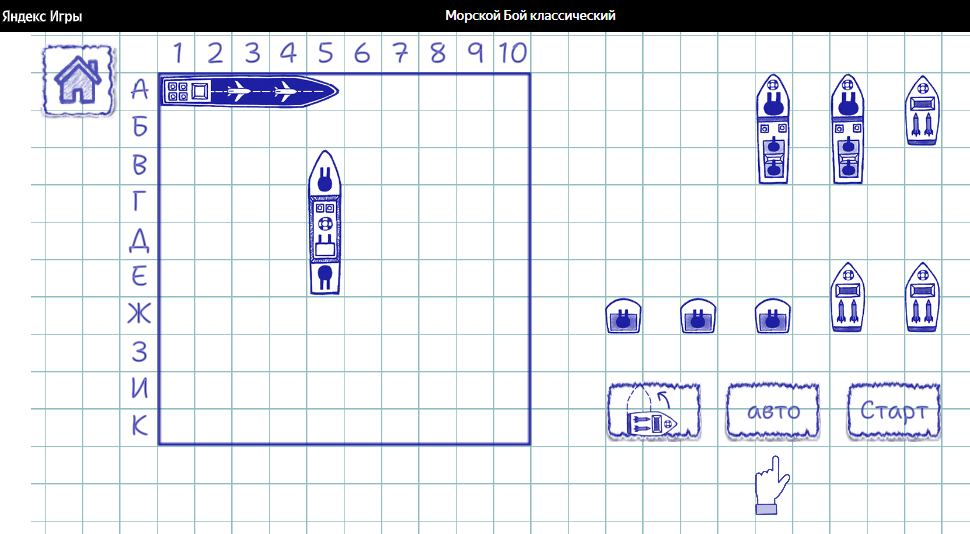 Яндекс Игры
Морской Бой классический
1 2 3 4 5 6 7 8 9 10
А
Б
В
Г
Д
Е
Ж
З
И
К
авто
Старт